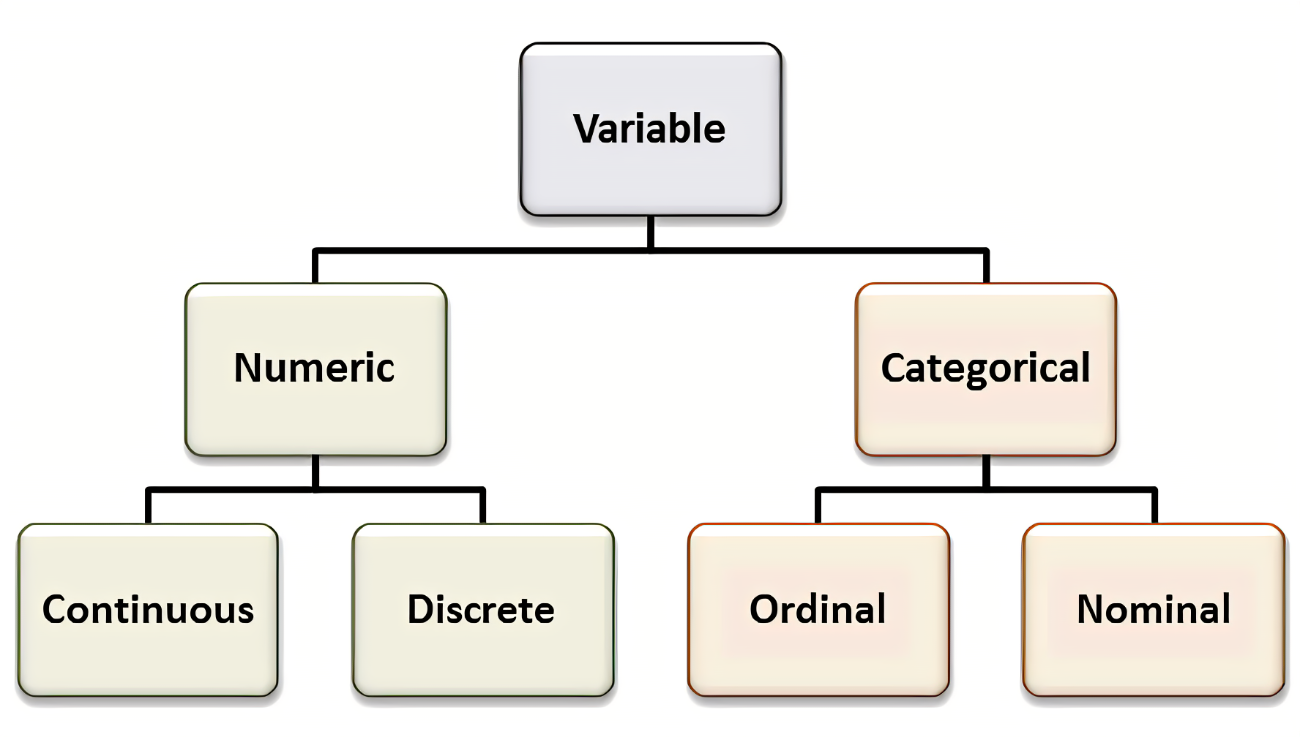 Variable
Numeric
Categorical
Continuous
Discrete
Ordinal
Nominal